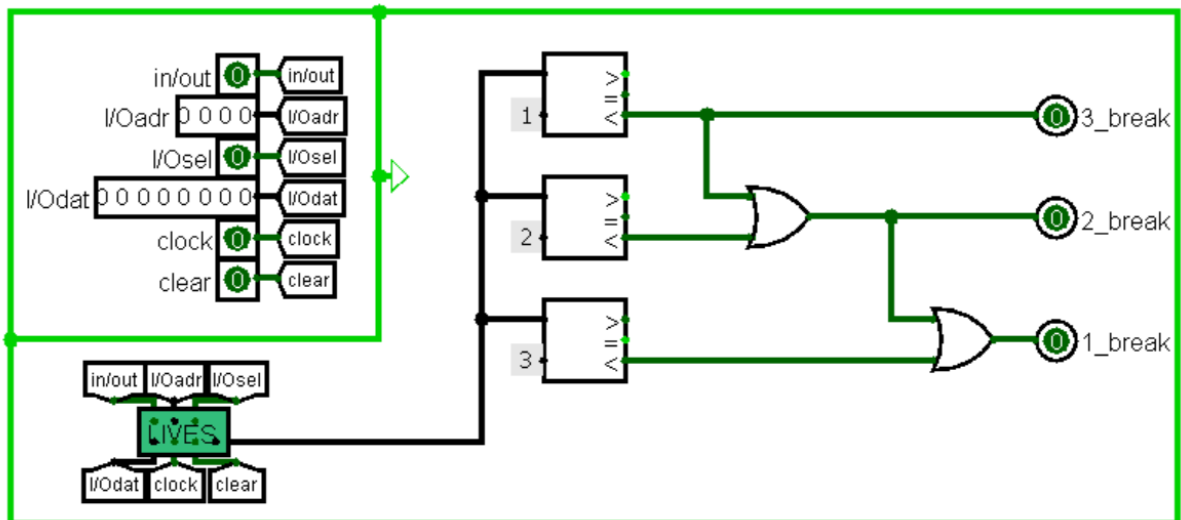 in/out 0 in/out
I/Oadr 0 0 0 0 I/Oadr
I/Osel 0 I/Osel
I/Odat 0 0 0 0 0 0 0 0 I/Odat
clock 0 clock
clear 0 clear
>
=
1 <
0 3_break
>
=
2 <
0 2_break
>
=
3 <
0 1_break
in/out I/Oadr I/Osel
LIVES
I/Odat clock clear